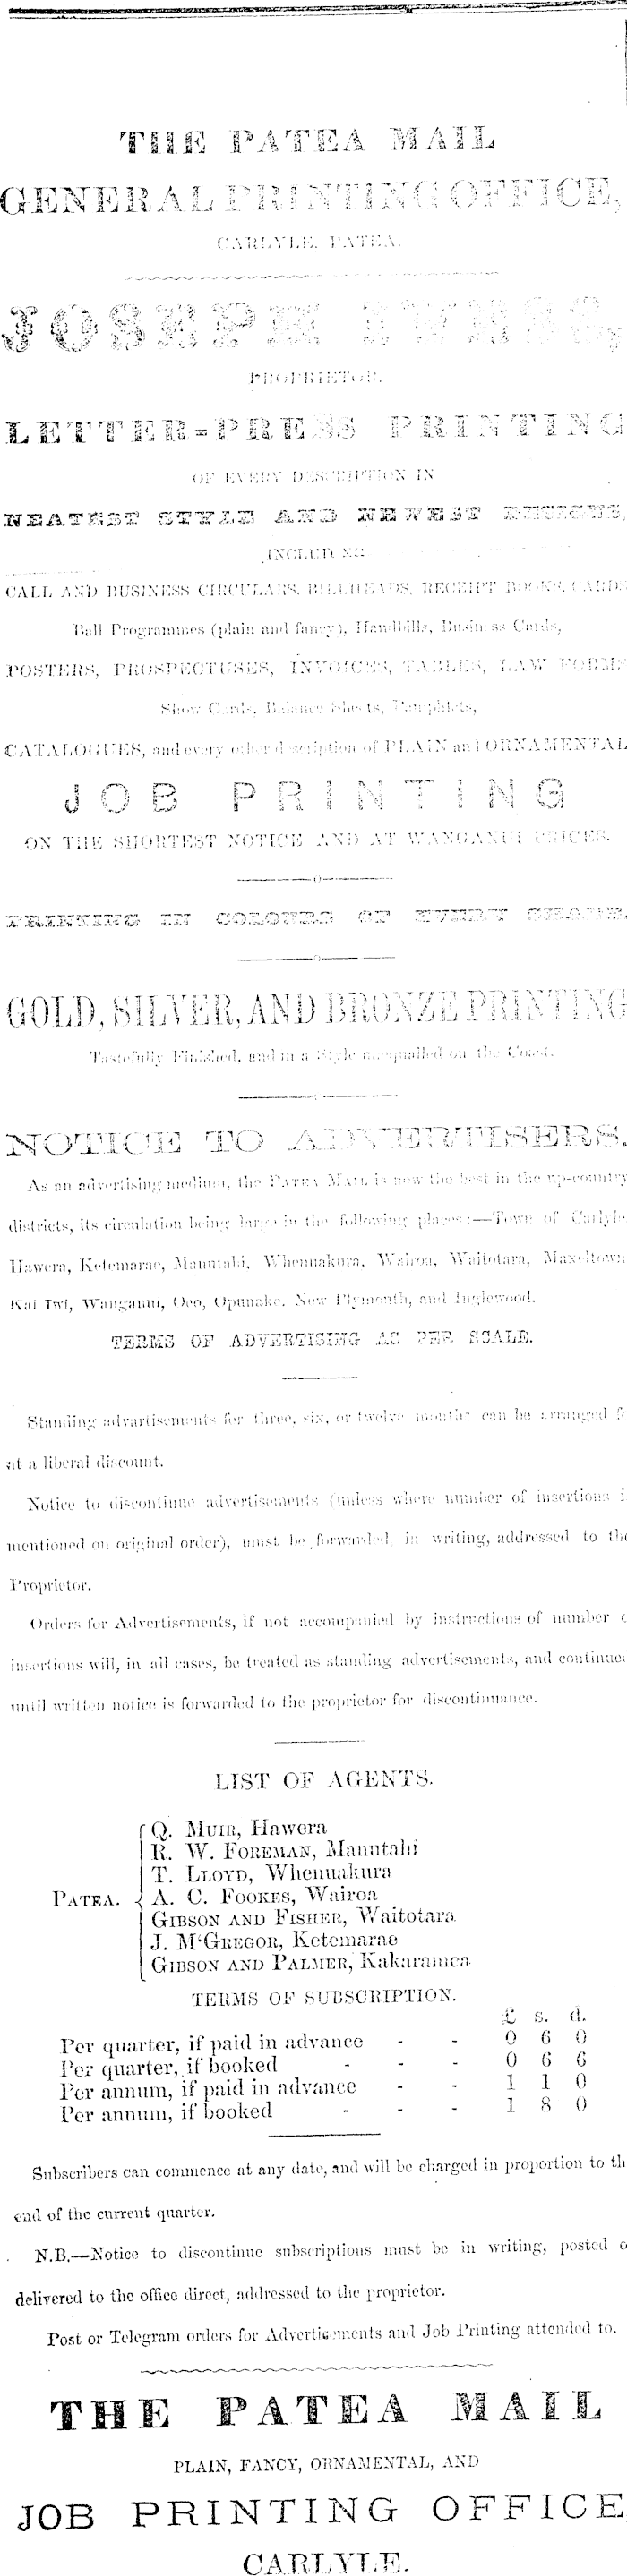 THE PATEA MAIL
GENERAL PRINTING OFFICE,
CARLYLE, PATEA.
JOSEPH IVESS,
PROPRIETOR.
LETTER-PRESS PRINTING
OF EVERY DESCRIPTION IN
NEATEST STYLE AND NEWEST DESIGNS,
INCLUD
CALL AND BUSINESS CIRCULARS, BILLHEADS, RECEIPT BOOKS, CARDS
Ball Programmes (plain and fancy), Handbills, Business Cards,
POSTERS, PROSPECTUSES, INVOICES, TABLES, LAW FORMS
Show Cards, Balance Sheets, Pamphlets,
CATALOGUES, and every other description of PLAIN and ORNAMENTAL
JOB PRINTING
ON THE SHORTEST NOTICE AND AT WANGANUI PRICES.
PRINTING IN COLOURS OF EVERY SHADE.
GOLD, SILVER, AND BRONZE PRINTING
Tastefully Finished, and in a Style unequalled on the Coast.
NOTICE TO ADVERTISERS.
As an advertising medium, the PATEA MAIL is now the best in the up-country
districts, its circulation being large in the following places:—Town of Carlyle
Hawera, Ketemarae, Manutahi, Whenuakura, Wairoa, Waitotara, Maxeltown
Kai Iwi, Wanganui, Oeo, Opunake, New Plymouth, and Inglewood.
TERMS OF ADVERTISING AS PER SCALE.
Standing advertisements for three, six, or twelve months can be arranged fo
at a liberal discount.
Notice to discontinue advertisements (unless where number of insertions i
mentioned on original order), must be forwarded in writing, addressed to the
Proprietor.
Orders for Advertisements, if not accompanied by instructions of number o
insertions will, in all cases, be treated as standing advertisements, and continued
until written notice is forwarded to the proprietor for discontinuance.
LIST OF AGENTS.
Q. MUIR, Hawera
R. W. FOREMAN, Manutahi
T. LLOYD, Whenuakura
PATEA. A. C. FOOKES, Wairoa
GIBSON AND FISHER, Waitotara
J. M'GREGOR, Ketemarae
GIBSON AND PALMER, Kakaramea
TERMS OF SUBSCRIPTION.
£ s. d.
Per quarter, if paid in advance - - 0 6 0
Per quarter, if booked - - - 0 6 6
Per annum, if paid in advance - - 1 1 0
Per annum, if booked - - - 1 8 0
Subscribers can commence at any date, and will be charged in proportion to th
end of the current quarter.
N.B.—Notice to discontinue subscriptions must be in writing, posted o
delivered to the office direct, addressed to the proprietor.
Post or Telegram orders for Advertisements and Job Printing attended to.
THE PATEA MAIL
PLAIN, FANCY, ORNAMENTAL, AND
JOB PRINTING OFFICE
CARLYLE.